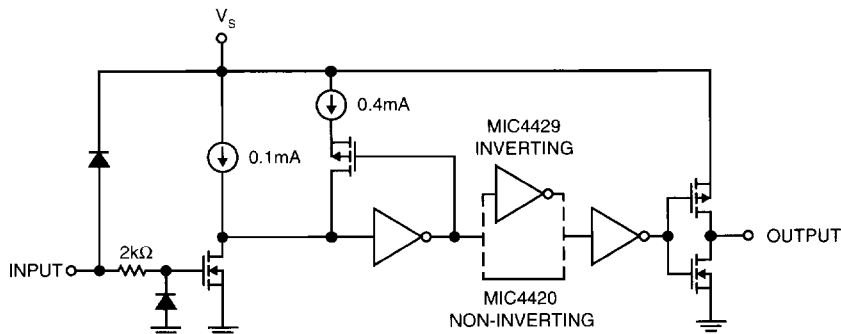 V_S
0.4mA
0.1mA
MIC4429
INVERTING
2kΩ
INPUT
OUTPUT
MIC4420
NON-INVERTING